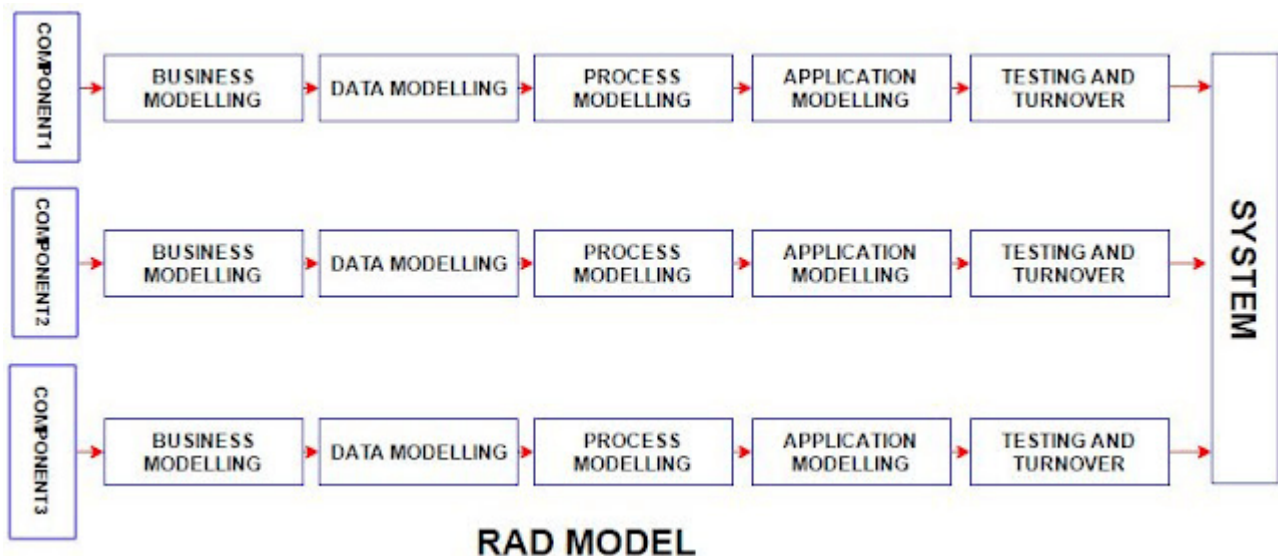 COMPONENT1
BUSINESS
MODELLING
DATA MODELLING
PROCESS
MODELLING
APPLICATION
MODELLING
TESTING AND
TURNOVER
COMPONENT2
BUSINESS
MODELLING
DATA MODELLING
PROCESS
MODELLING
APPLICATION
MODELLING
TESTING AND
TURNOVER
SYSTEM
COMPONENT3
BUSINESS
MODELLING
DATA MODELLING
PROCESS
MODELLING
APPLICATION
MODELLING
TESTING AND
TURNOVER
RAD MODEL